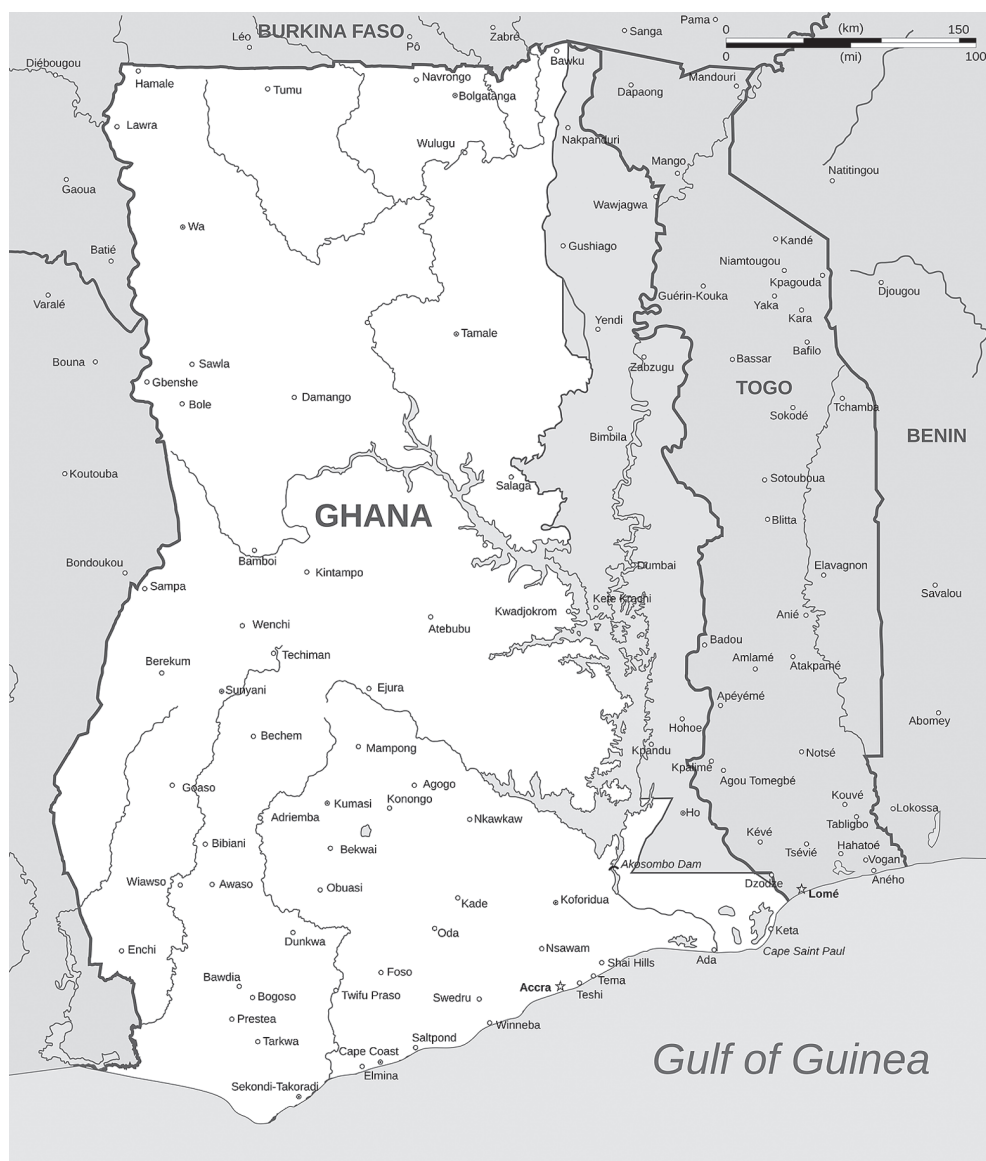 Pama
0
(km)
150
BURKINA FASO
Léo
Pô
Zabré
Sanga
(mi)
0
100
Diébougou
Hamale
Tumu
Navrongo
Bawku
Mandouri
Bolgatanga
Dapaong
Lawra
Wulugu
Nakpanduri
Mango
Natitingou
Gaoua
Wawjagwa
Wa
Gushiago
Kandé
Batié
Niamtougou
Kpagouda
Djougou
Varalé
Guérin-Kouka
Yaka
Kara
Yendi
Tamale
Bafilo
Bouna
Sawla
Zabzugu
Bassar
Gbenshe
TOGO
Bole
Damango
Sokodé
Tchamba
Bimbila
BENIN
Koutouba
Salaga
Sotouboua
GHANA
Blitta
Bondoukou
Bamboi
Dumbai
Elavagnon
Sampa
Kintampo
Kete Krachi
Savalou
Kwadjokrom
Anié
Wenchi
Atebubu
Badou
Techiman
Amlamé
Atakpamé
Berekum
Sunyani
Ejura
Apéyémé
Abomey
Hohoe
Bechem
Mampong
Kpandu
Notsé
Kpalimé
Agou Tomegbé
Goaso
Agogo
Konongo
Kouvé
Kumasi
Adriemba
Nkawkaw
Ho
Lokossa
Tabligbo
Kévé
Bibiani
Bekwai
Tsévié
Hahatoé
Vogan
Akosombo Dam
Wiawso
Awaso
Obuasi
Dzodze
Aného
Lomé
Kade
Koforidua
Oda
Keta
Dunkwa
Enchi
Nsawam
Cape Saint Paul
Ada
Shai Hills
Foso
Bawdia
Tema
Accra
Teshi
Bogoso
Twifu Praso
Swedru
Prestea
Winneba
Tarkwa
Saltpond
Cape Coast
Elmina
Gulf of Guinea
Sekondi-Takoradi